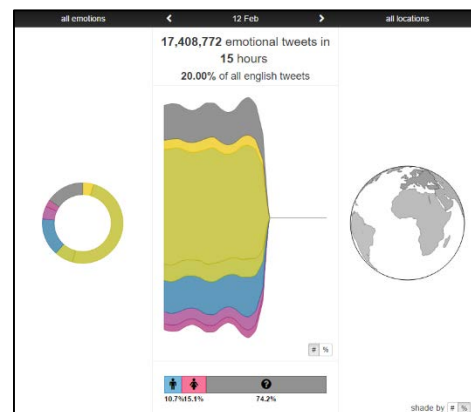 all emotions
12 Feb
all locations
17,408,772 emotional tweets in
15 hours
20.00% of all english tweets
# %
10.7%
15.1%
74.2%
shade by # %